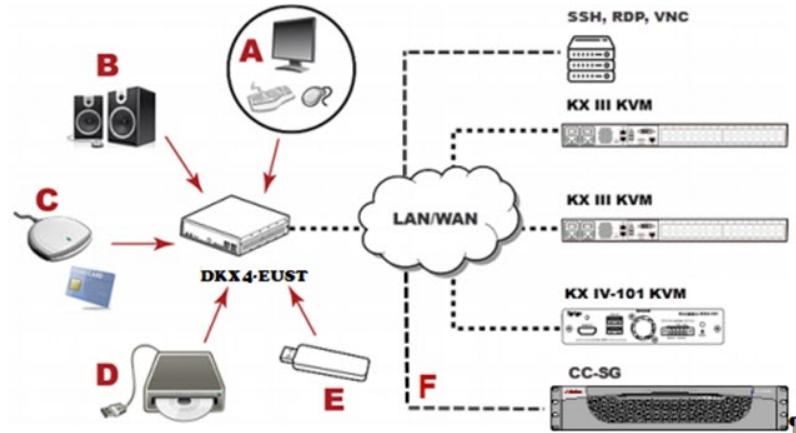 SSH, RDP, VNC
A
B
KX III KVM
C
LAN/WAN
KX III KVM
DKX4-EUST
KX IV-101 KVM
D
E
F
CC-SG